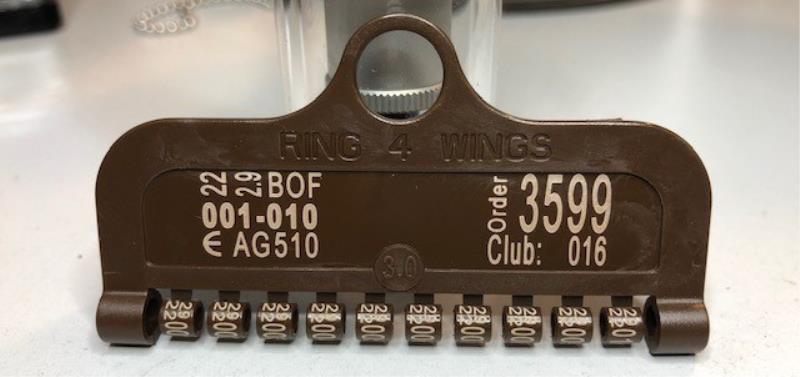 RING 4 WINGS
22 2.9 BOF
001-010
∈ AG510
Order 3599
Club: 016
3.0